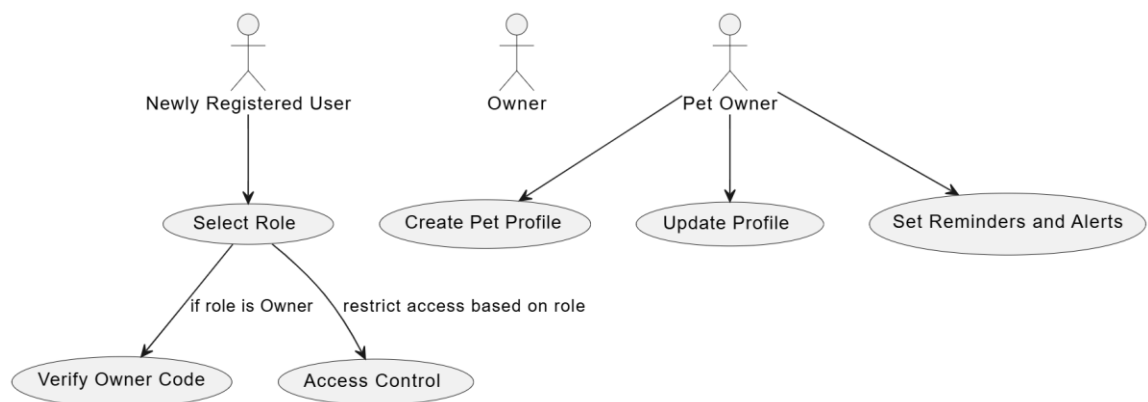 Newly Registered User
Owner
Pet Owner
Select Role
Create Pet Profile
Update Profile
Set Reminders and Alerts
if role is Owner
restrict access based on role
Verify Owner Code
Access Control